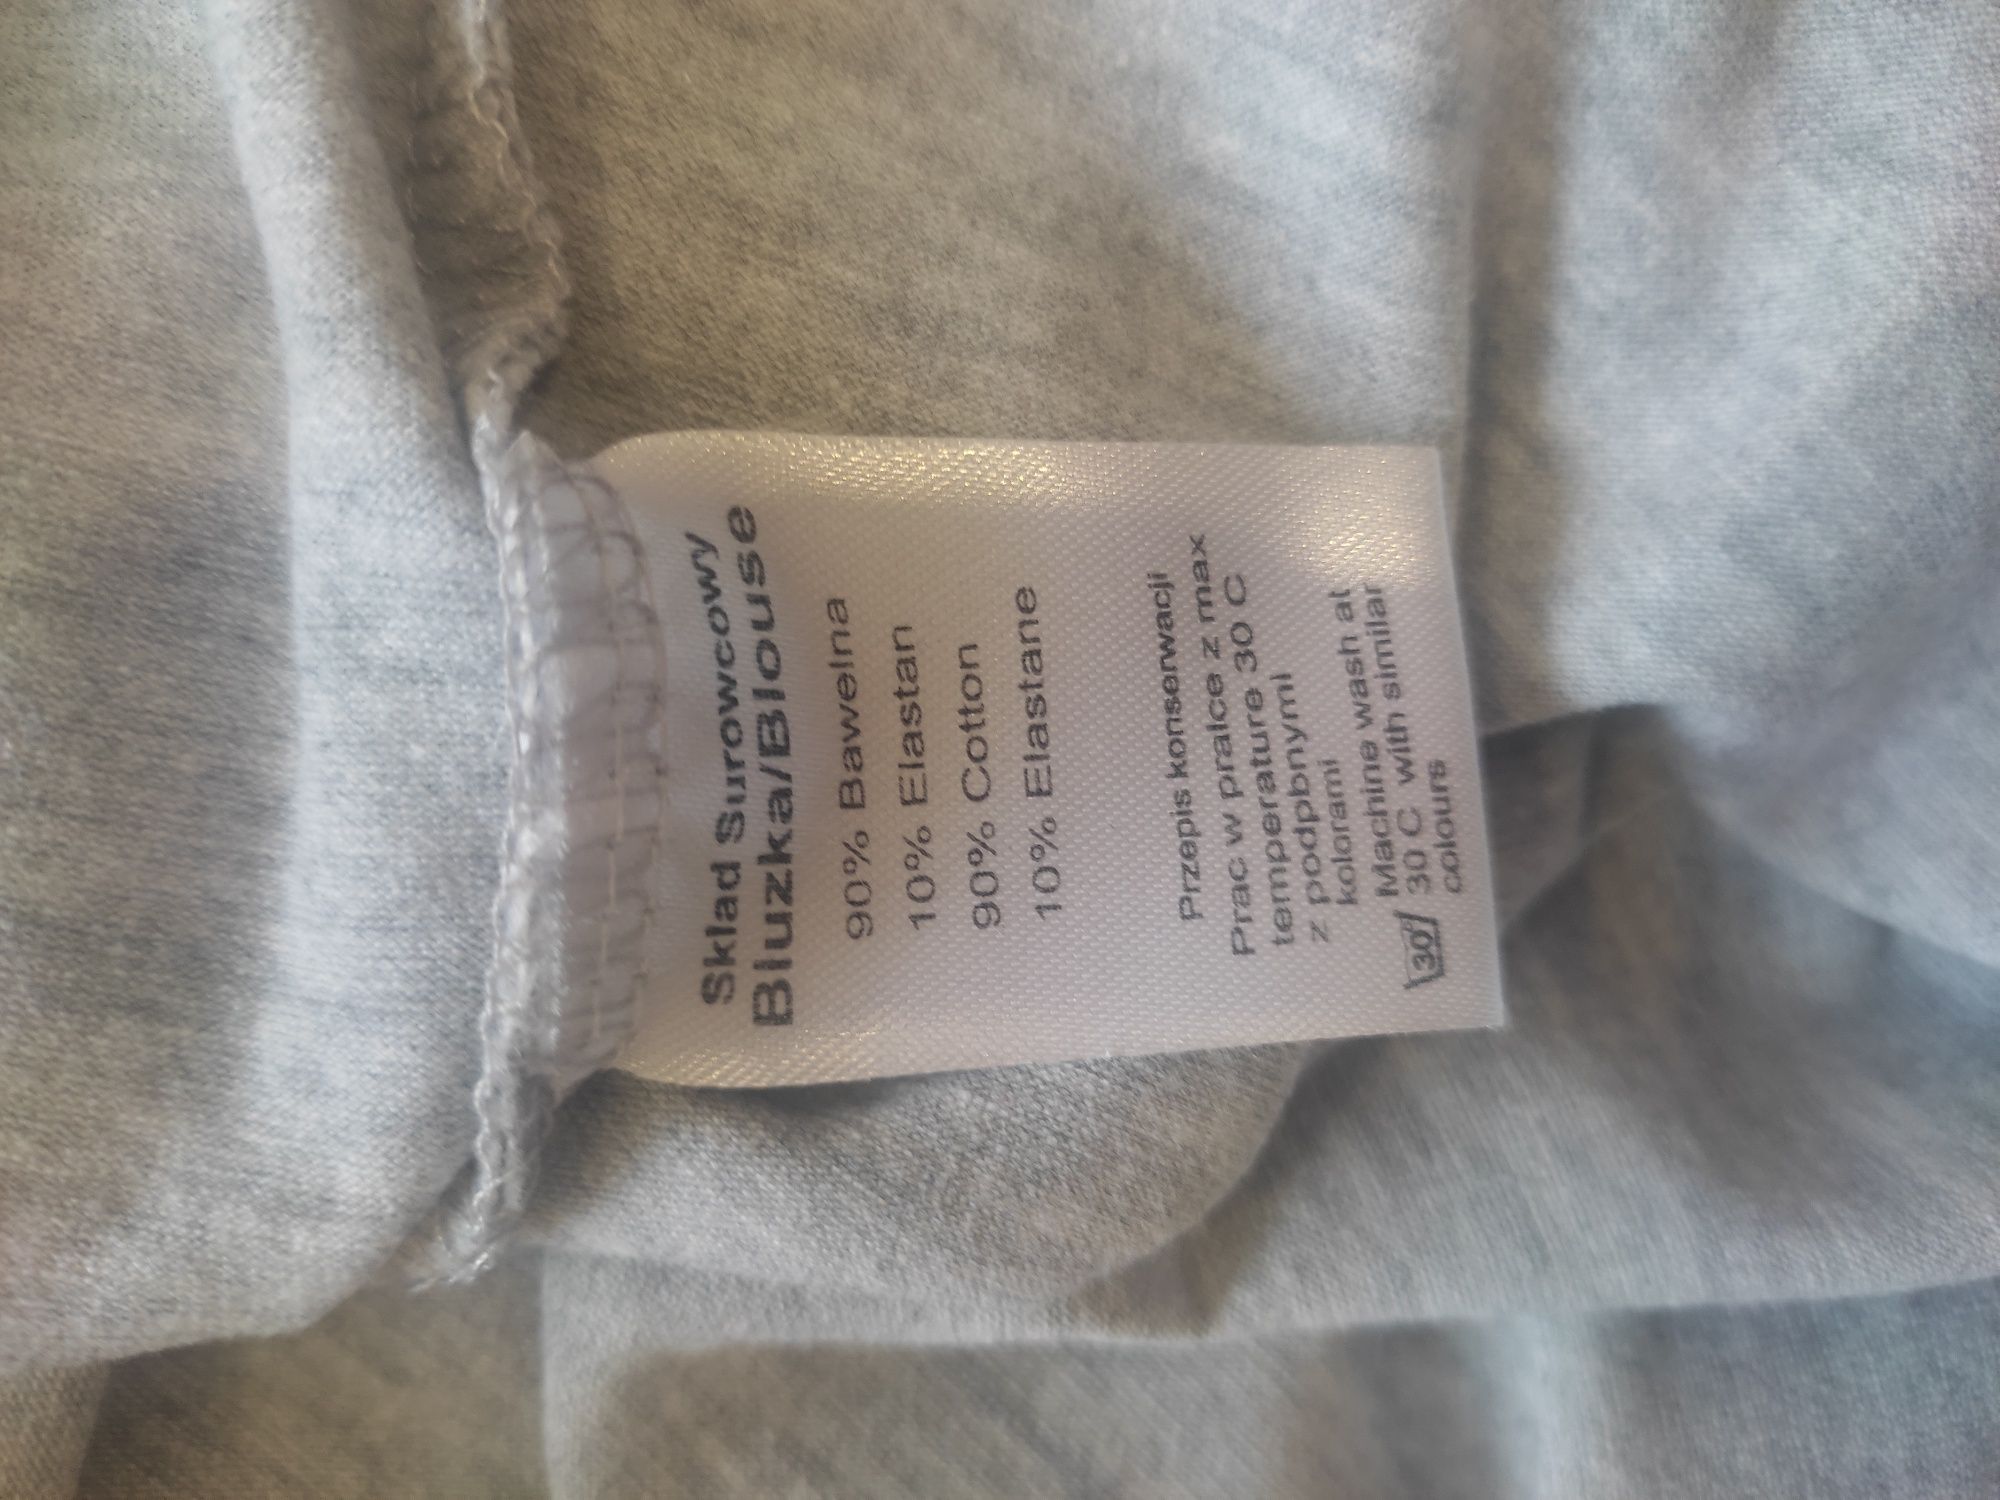 Sklad Surowcowy
Bluzka/Blouse
90% Bawelna
10% Elastan
90% Cotton
10% Elastane
Przepis konserwacji
Prac w pralce z max
temperature 30 C
z podpbnymi
kolorami
Machine wash at
30 C with similar
colours
30°